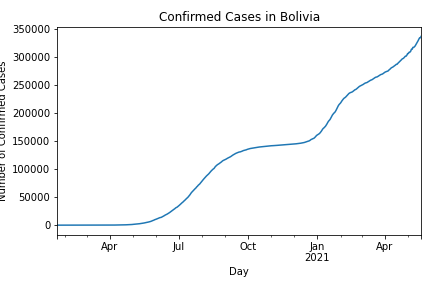 Confirmed Cases in Bolivia
Number of Confirmed Cases
350000
300000
250000
200000
150000
100000
50000
0
Apr
Jul
Oct
Jan
2021
Apr
Day